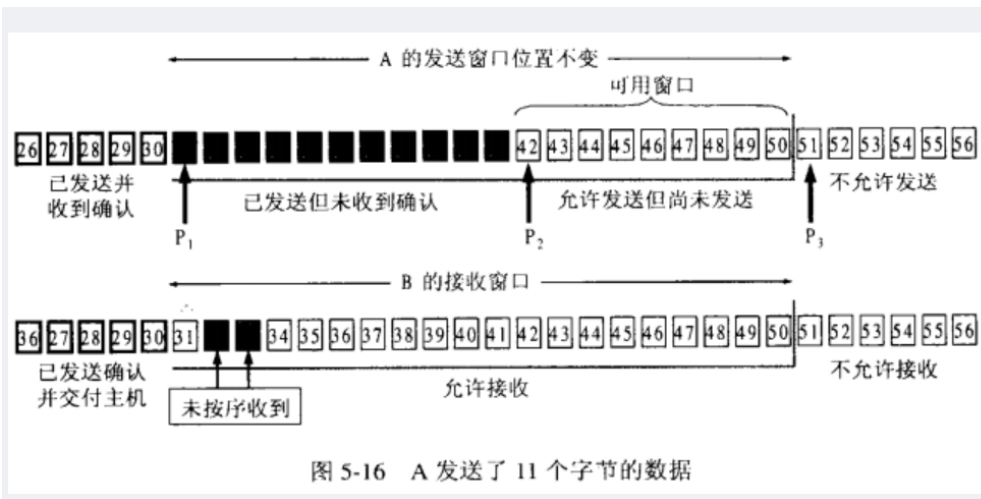 A 的发送窗口位置不变
可用窗口
26 27 28 29 30 42 43 44 45 46 47 48 49 50 51 52 53 54 55 56
已发送并
收到确认
已发送但未收到确认
允许发送但尚未发送
不允许发送
P1 P2 P3
B 的接收窗口
36 27 28 29 30 31 34 35 36 37 38 39 40 41 42 43 44 45 46 47 48 49 50 51 52 53 54 55 56
已发送确认
并交付主机
未按序收到
允许接收
不允许接收
图 5-16 A 发送了 11 个字节的数据